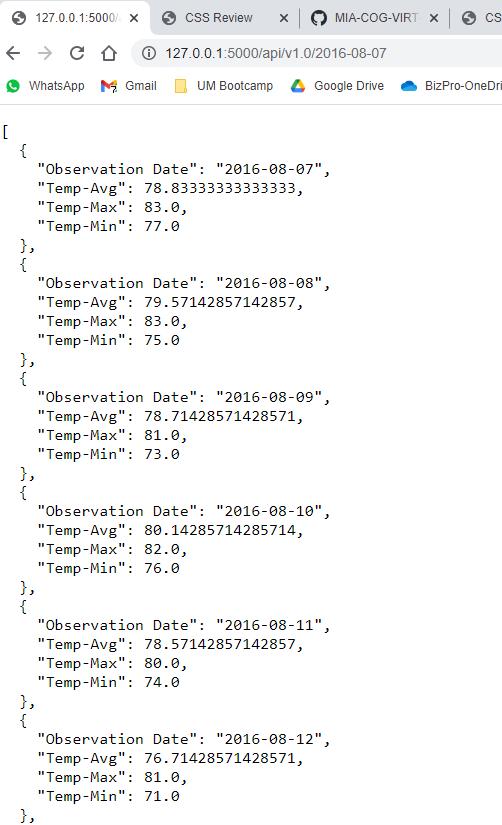 127.0.0.1:5000/a
CSS Review
MIA-COG-VIRT
CS
127.0.0.1:5000/api/v1.0/2016-08-07
WhatsApp
Gmail
UM Bootcamp
Google Drive
BizPro-OneDri
[
{
"Observation Date": "2016-08-07",
"Temp-Avg": 78.83333333333333,
"Temp-Max": 83.0,
"Temp-Min": 77.0
},
{
"Observation Date": "2016-08-08",
"Temp-Avg": 79.57142857142857,
"Temp-Max": 83.0,
"Temp-Min": 75.0
},
{
"Observation Date": "2016-08-09",
"Temp-Avg": 78.71428571428571,
"Temp-Max": 81.0,
"Temp-Min": 73.0
},
{
"Observation Date": "2016-08-10",
"Temp-Avg": 80.14285714285714,
"Temp-Max": 82.0,
"Temp-Min": 76.0
},
{
"Observation Date": "2016-08-11",
"Temp-Avg": 78.57142857142857,
"Temp-Max": 80.0,
"Temp-Min": 74.0
},
{
"Observation Date": "2016-08-12",
"Temp-Avg": 76.71428571428571,
"Temp-Max": 81.0,
"Temp-Min": 71.0
},